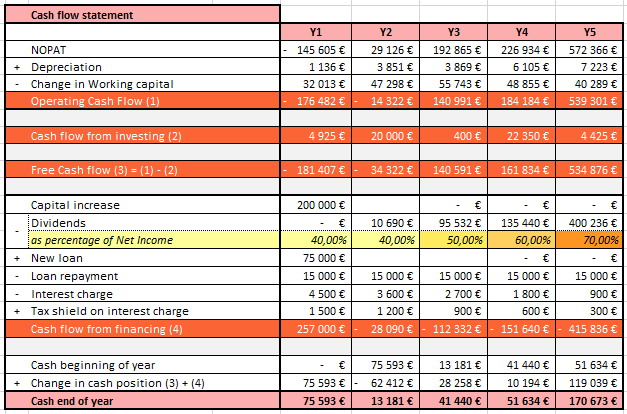 Cash flow statement
Y1 Y2 Y3 Y4 Y5
NOPAT - 145 605 € 29 126 € 192 865 € 226 934 € 572 366 €
+ Depreciation 1 136 € 3 851 € 3 869 € 6 105 € 7 223 €
- Change in Working capital 32 013 € 47 298 € 55 743 € 48 855 € 40 289 €
Operating Cash Flow (1) - 176 482 € - 14 322 € 140 991 € 184 184 € 539 301 €
Cash flow from investing (2) 4 925 € 20 000 € 400 € 22 350 € 4 425 €
Free Cash flow (3) = (1) - (2) - 181 407 € - 34 322 € 140 591 € 161 834 € 534 876 €
Capital increase 200 000 € - € - € - €
- Dividends - € 10 690 € 95 532 € 135 440 € 400 236 €
as percentage of Net Income 40,00% 40,00% 50,00% 60,00% 70,00%
+ New loan 75 000 € - € - €
- Loan repayment 15 000 € 15 000 € 15 000 € 15 000 € 15 000 €
- Interest charge 4 500 € 3 600 € 2 700 € 1 800 € 900 €
+ Tax shield on interest charge 1 500 € 1 200 € 900 € 600 € 300 €
Cash flow from financing (4) 257 000 € - 28 090 € - 112 332 € - 151 640 € - 415 836 €
Cash beginning of year - € 75 593 € 13 181 € 41 440 € 51 634 €
+ Change in cash position (3) + (4) 75 593 € - 62 412 € 28 258 € 10 194 € 119 039 €
Cash end of year 75 593 € 13 181 € 41 440 € 51 634 € 170 673 €